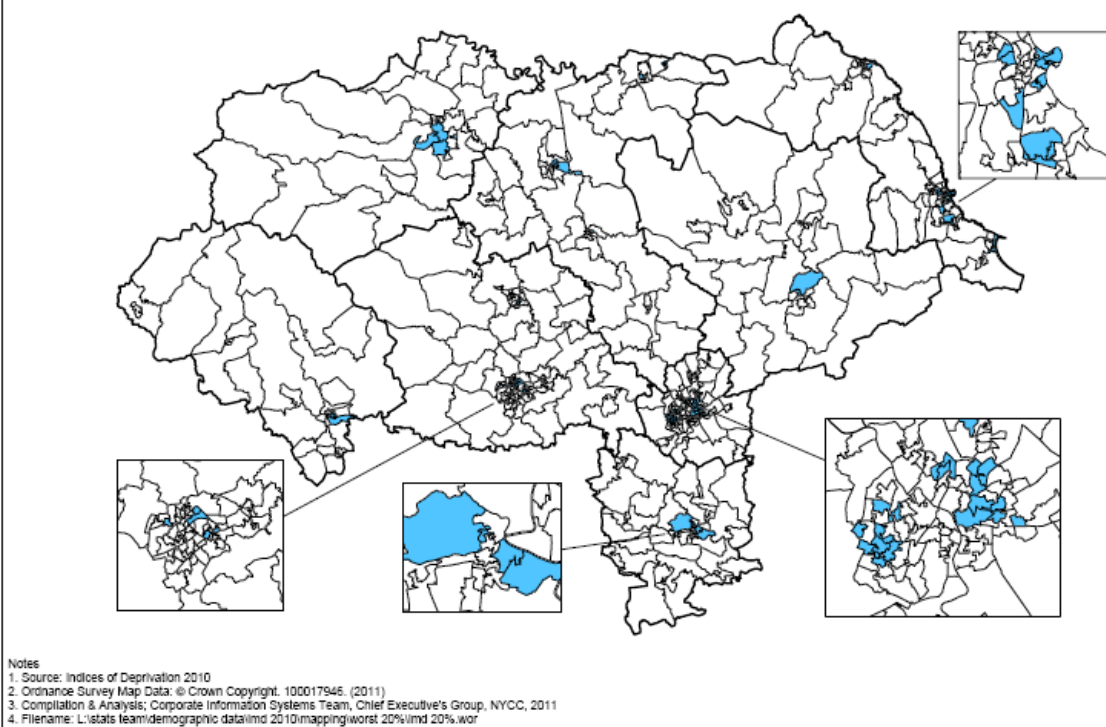 Notes
1. Source: Indices of Deprivation 2010
2. Ordnance Survey Map Data: © Crown Copyright. 100017946. (2011)
3. Compilation & Analysis; Corporate Information Systems Team, Chief Executive's Group, NYCC, 2011
4. Filename: L:\stats team\demographic data\imd 2010\mapping\worst 20%\imd 20%.wor